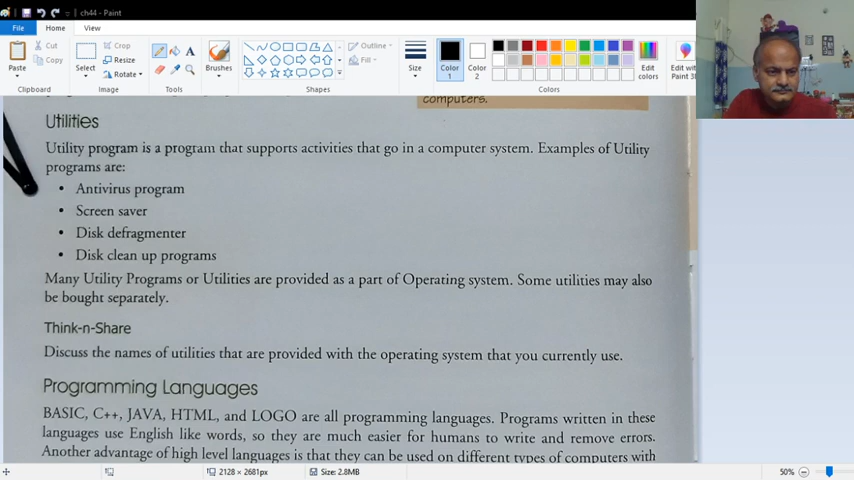 ch44 - Paint
File Home View
Paste Cut Copy Clipboard
Select Crop Resize Rotate Image
Tools
Brushes
Shapes Outline Fill
Size
Color 1 Color 2 Colors
Edit colors
Edit with Paint 3D
computers.
Utilities
Utility program is a program that supports activities that go in a computer system. Examples of Utility
programs are:
• Antivirus program
• Screen saver
• Disk defragmenter
• Disk clean up programs
Many Utility Programs or Utilities are provided as a part of Operating system. Some utilities may also
be bought separately.
Think-n-Share
Discuss the names of utilities that are provided with the operating system that you currently use.
Programming Languages
BASIC, C++, JAVA, HTML, and LOGO are all programming languages. Programs written in these
languages use English like words, so they are much easier for humans to write and remove errors.
Another advantage of high level languages is that they can be used on different types of computers with
2128 × 2681px Size: 2.8MB 50%